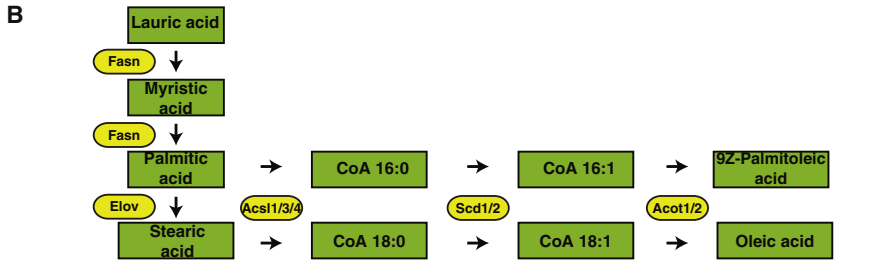 B
Lauric acid
Fasn
Myristic
acid
Fasn
Palmitic
acid
CoA 16:0
CoA 16:1
9Z-Palmitoleic
acid
Elov
Acsl1/3/4
Scd1/2
Acot1/2
Stearic
acid
CoA 18:0
CoA 18:1
Oleic acid